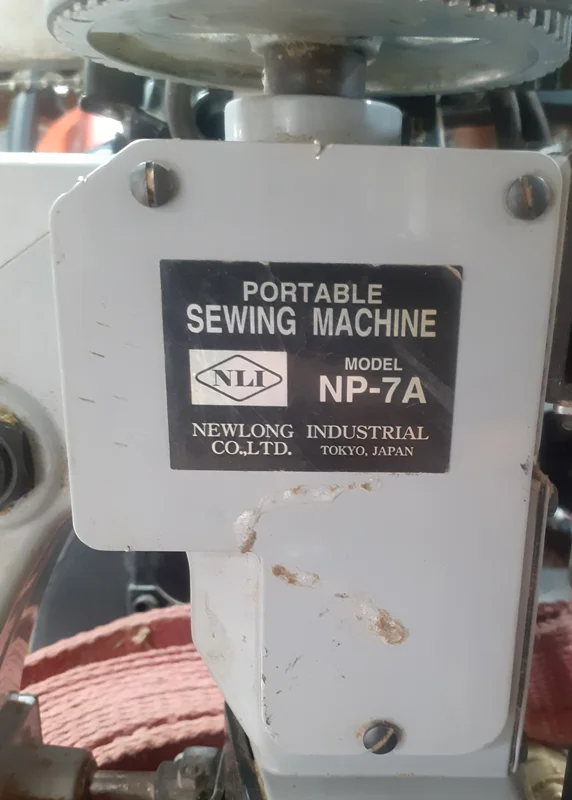 PORTABLE
SEWING MACHINE
NLI
MODEL
NP-7A
NEWLONG INDUSTRIAL
CO.,LTD. TOKYO, JAPAN